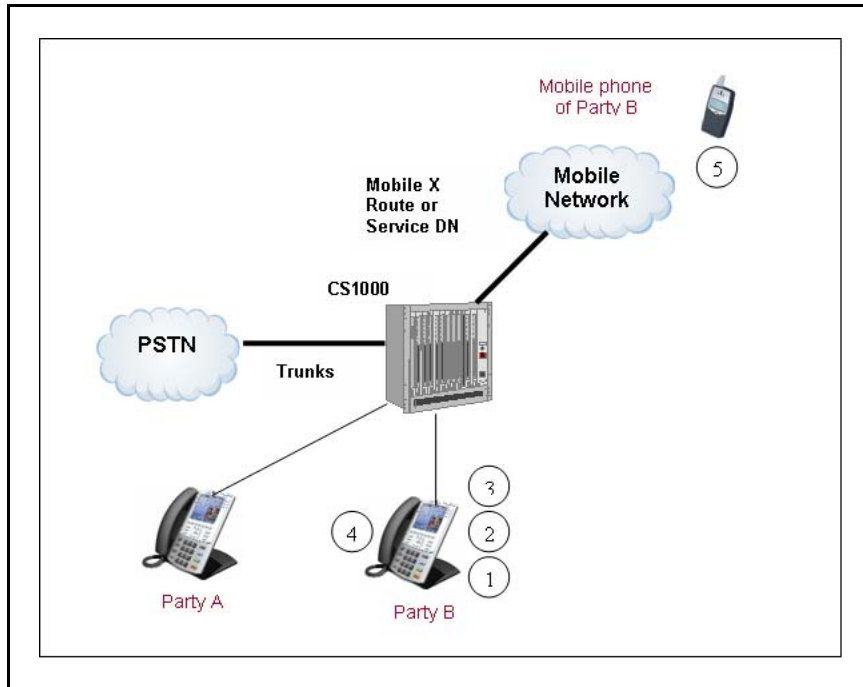 Mobile phone
of Party B
5
Mobile
Network
Mobile X
Route or
Service DN
CS1000
PSTN
Trunks
3
4
2
1
Party A
Party B